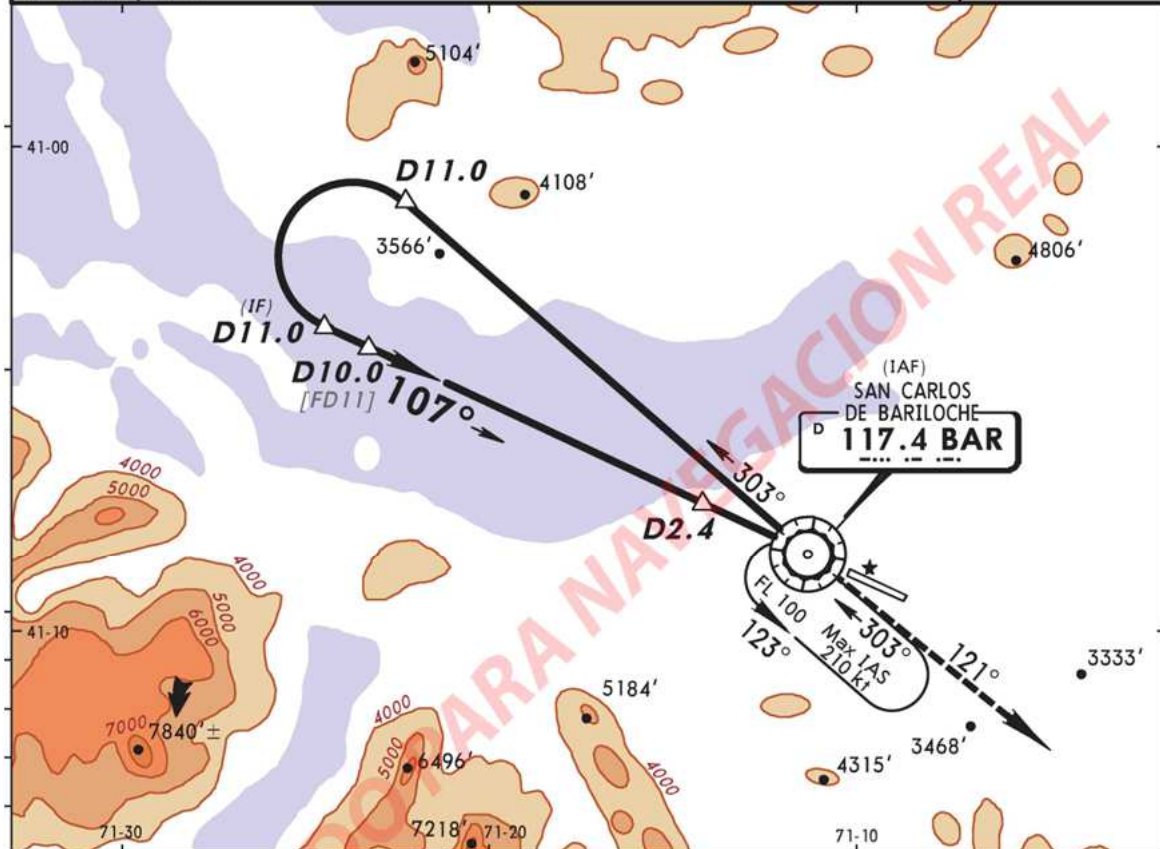 5104'
41-00
D11.0
4108'
3566'
4806'
(IF)
D11.0
D10.0
[FD11]
107°
(IAF)
SAN CARLOS
DE BARILOCHE
D 117.4 BAR
303°
D2.4
4000
5000
4000
5000
6000
FL 100
Max IAS
210 kt
123°
303°
121°
41-10
3333'
3468'
5184'
4000
5000
6496'
4000
4315'
7000
7840'±
7218'
71-30
71-20
71-10
DO PARA NAVEGACION REAL